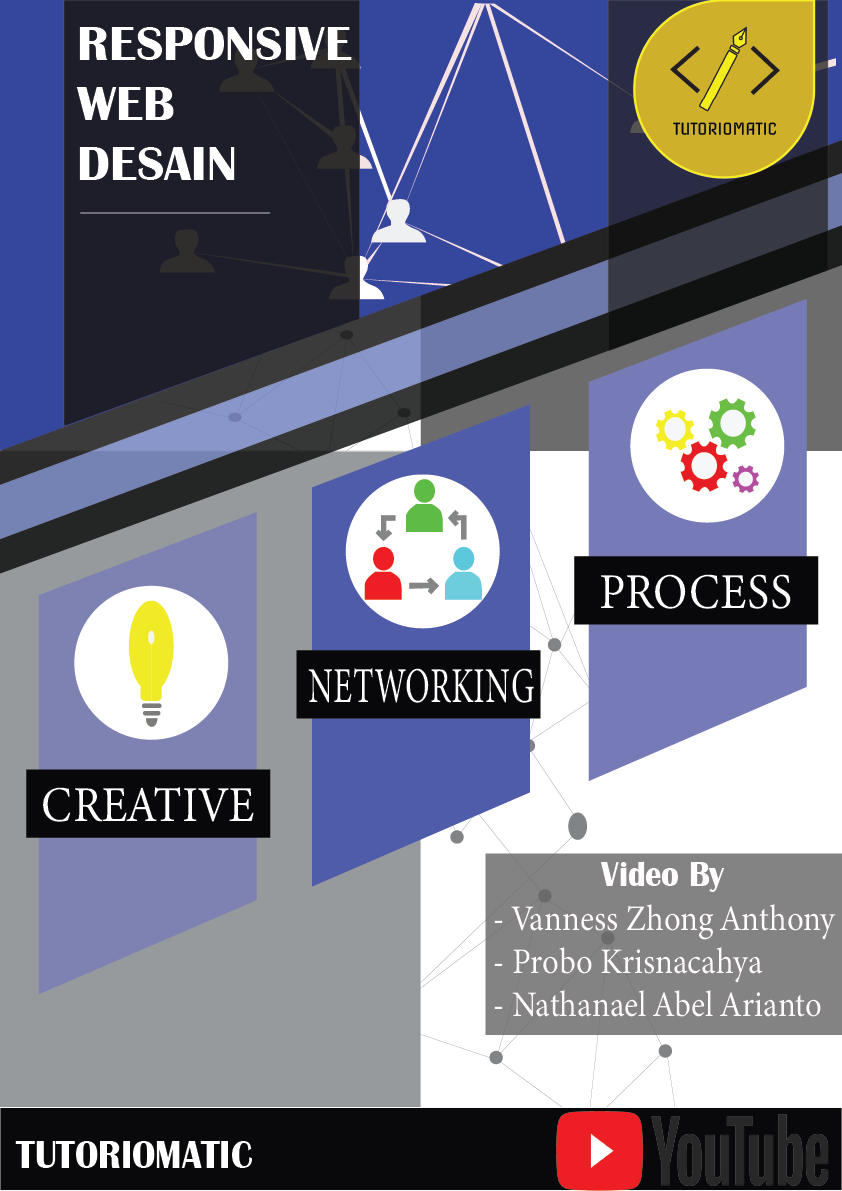 RESPONSIVE
WEB
DESAIN
TUTORIOMATIC
PROCESS
NETWORKING
CREATIVE
Video By
- Vanness Zhong Anthony
- Probo Krisnacahya
- Nathanael Abel Arianto
TUTORIOMATIC
YouTube